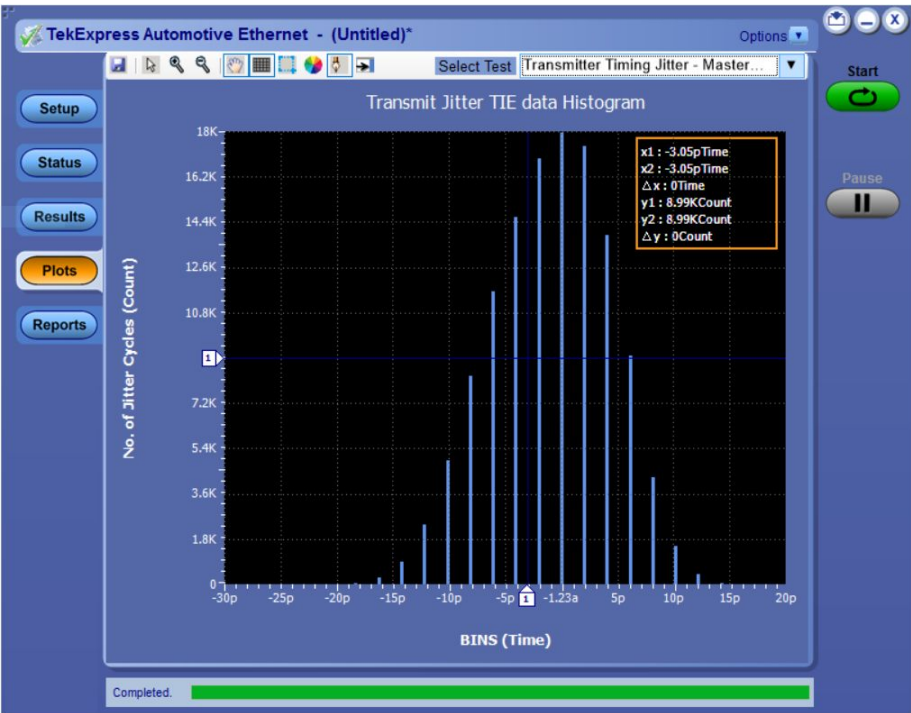 TekExpress Automotive Ethernet - (Untitled)*
Options
Start
Pause
Setup
Status
Results
Plots
Reports
Select Test Transmitter Timing Jitter - Master...
Transmit Jitter TIE data Histogram
x1 : -3.05pTime
x2 : -3.05pTime
Δx : 0Time
y1 : 8.99KCount
y2 : 8.99KCount
Δy : 0Count
No. of Jitter Cycles (Count)
18K
16.2K
14.4K
12.6K
10.8K
1
7.2K
5.4K
3.6K
1.8K
0
-30p -25p -20p -15p -10p -5p 1 -1.23a 5p 10p 15p 20p
BINS (Time)
Completed.